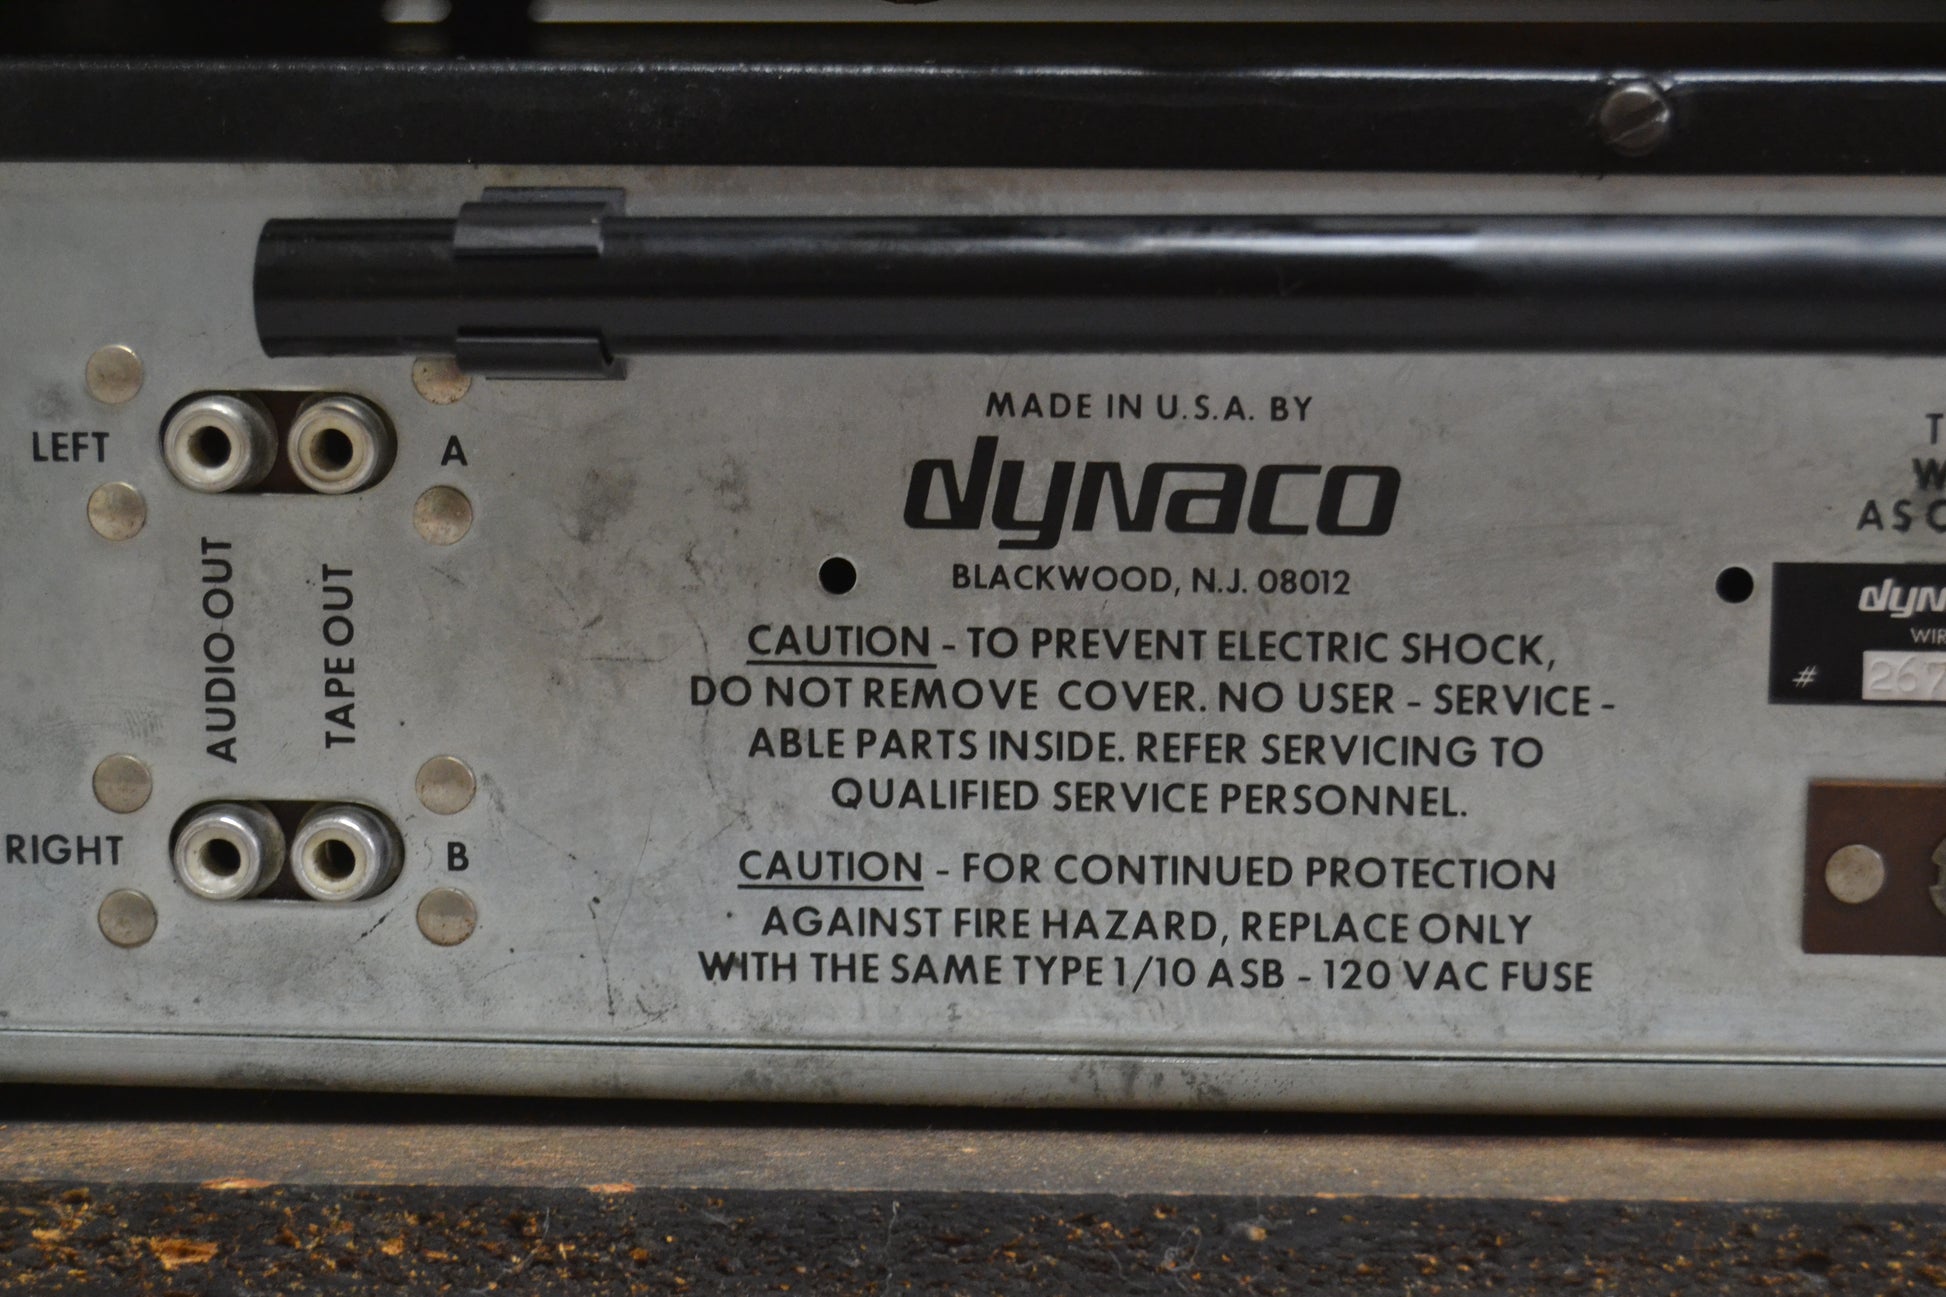 MADE IN U.S.A. BY
dynaco
BLACKWOOD, N.J. 08012
CAUTION - TO PREVENT ELECTRIC SHOCK,
DO NOT REMOVE COVER. NO USER - SERVICE -
ABLE PARTS INSIDE. REFER SERVICING TO
QUALIFIED SERVICE PERSONNEL.
CAUTION - FOR CONTINUED PROTECTION
AGAINST FIRE HAZARD, REPLACE ONLY
WITH THE SAME TYPE 1/10 ASB - 120 VAC FUSE
LEFT
A
AUDIO OUT
TAPE OUT
RIGHT
B
#